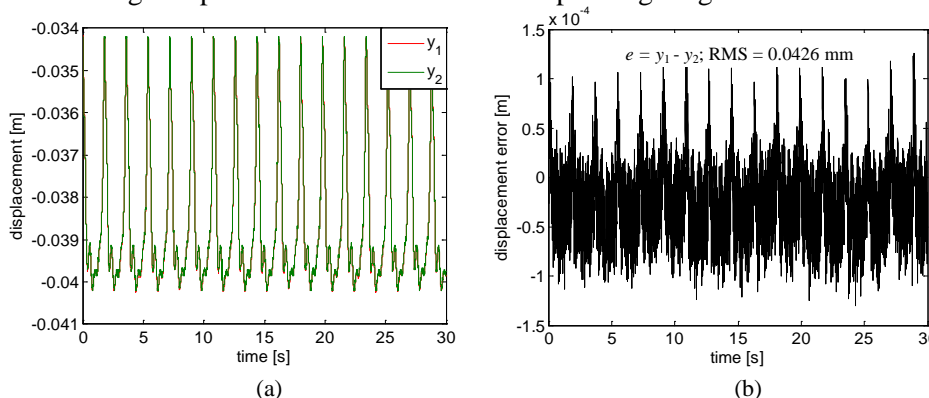 -0.034
-0.035
-0.036
-0.037
-0.038
-0.039
-0.04
-0.041
displacement [m]
0 5 10 15 20 25 30
time [s]
y1
y2
(a)
x 10-4
1.5
1
0.5
0
-0.5
-1
-1.5
displacement error [m]
e = y1 - y2; RMS = 0.0426 mm
0 5 10 15 20 25 30
time [s]
(b)